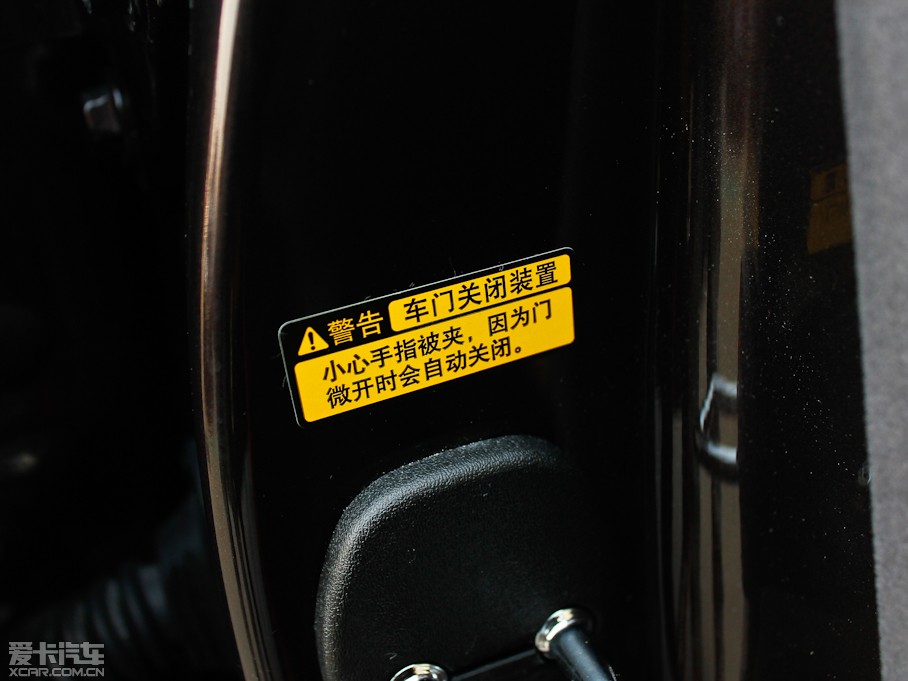 警告 车门关闭装置
小心手指被夹，因为门
微开时会自动关闭。
爱卡汽车
XCAR.COM.CN